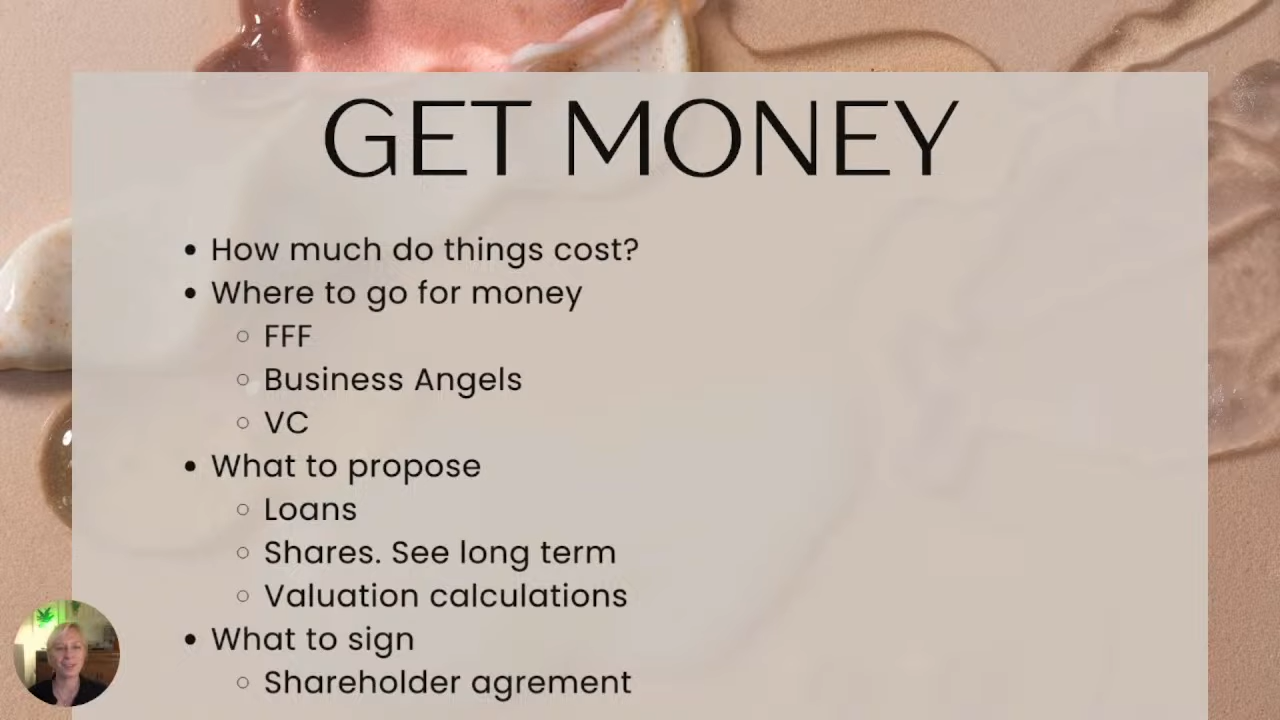 GET MONEY
• How much do things cost?
• Where to go for money
○ FFF
○ Business Angels
○ VC
• What to propose
○ Loans
○ Shares. See long term
○ Valuation calculations
• What to sign
○ Shareholder agrement